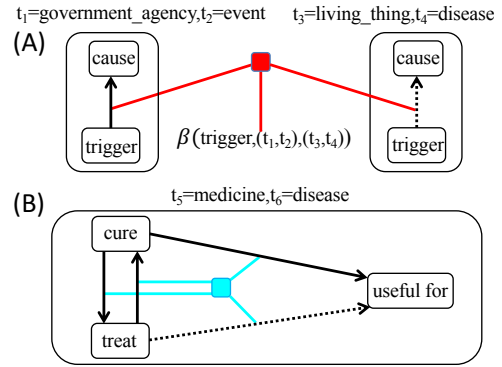 t₁=government_agency,t₂=event
t₃=living_thing,t₄=disease
(A)
cause
cause
trigger
β(trigger,(t₁,t₂),(t₃,t₄))
trigger
(B)
t₅=medicine,t₆=disease
cure
useful for
treat